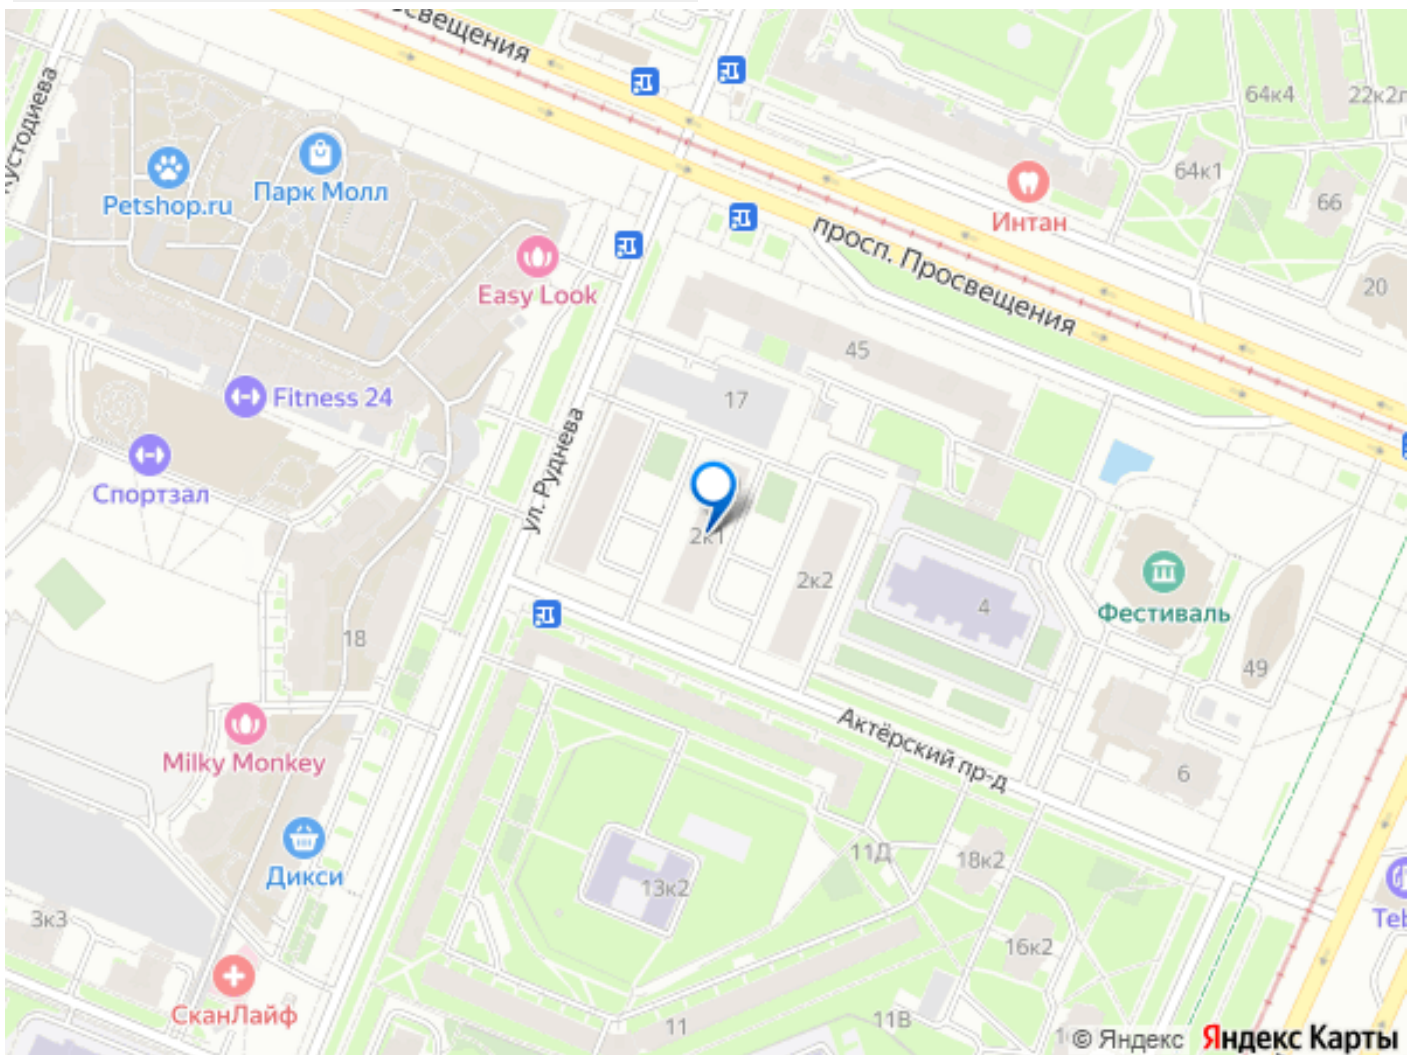 свещения
Кустодиева
64к4
22к2
Парк Молл
Petshop.ru
64к1
Интан
66
просп. Просвещения
20
Easy Look
45
Fitness 24
17
ул. Руднева
Спортзал
2к1
2к2
4
Фестиваль
18
49
Актёрский пр-д
Milky Monkey
6
11Д
18к2
Дикси
13к2
3к3
16к2
СканЛайф
11
11В
© Яндекс Яндекс Карты